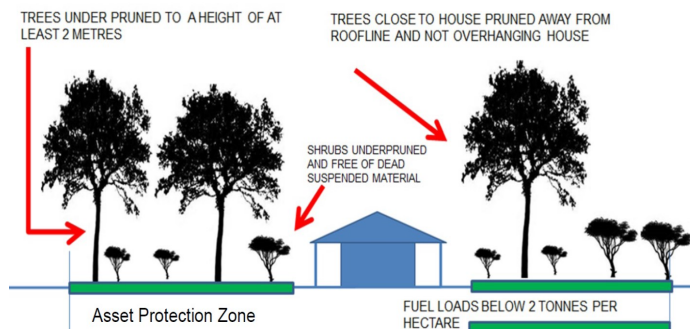 TREES UNDER PRUNED TO A HEIGHT OF AT
LEAST 2 METRES
TREES CLOSE TO HOUSE PRUNED AWAY FROM
ROOFLINE AND NOT OVERHANGING HOUSE
SHRUBS UNDERPRUNED
AND FREE OF DEAD
SUSPENDED MATERIAL
Asset Protection Zone
FUEL LOADS BELOW 2 TONNES PER
HECTARE